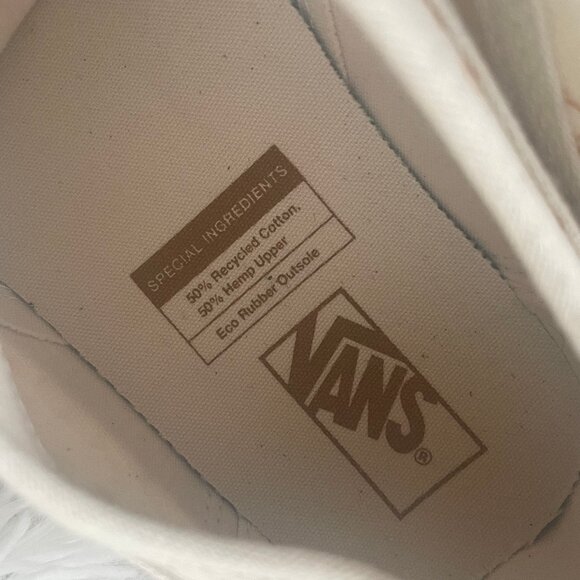 SPECIAL INGREDIENTS
50% Recycled Cotton,
50% Hemp Upper
Eco Rubber Outsole
VANS®